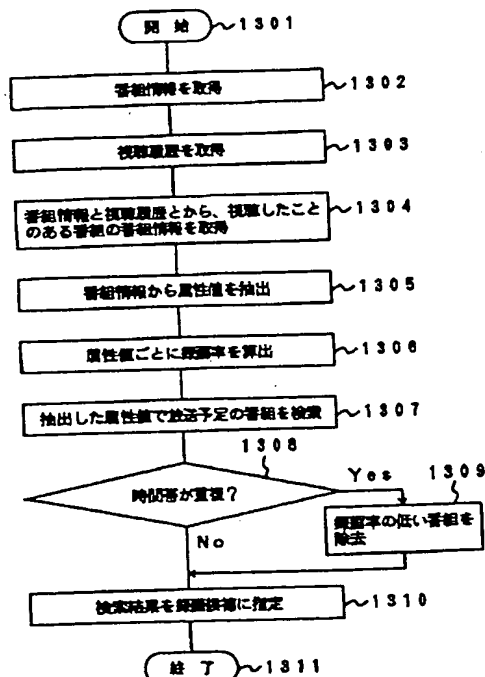 開 始 1301
番組情報を取得 1302
視聴履歴を取得 1303
番組情報と視聴履歴とから、視聴したこと
のある番組の番組情報を取得 1304
番組情報から属性値を抽出 1305
属性値ごとに録画率を算出 1306
抽出した属性値で放送予定の番組を検索 1307
1308
時間帯が重複?
Yes
1309
録画率の低い番組を
除去
No
検索結果を録画候補に指定 1310
終 了 1311